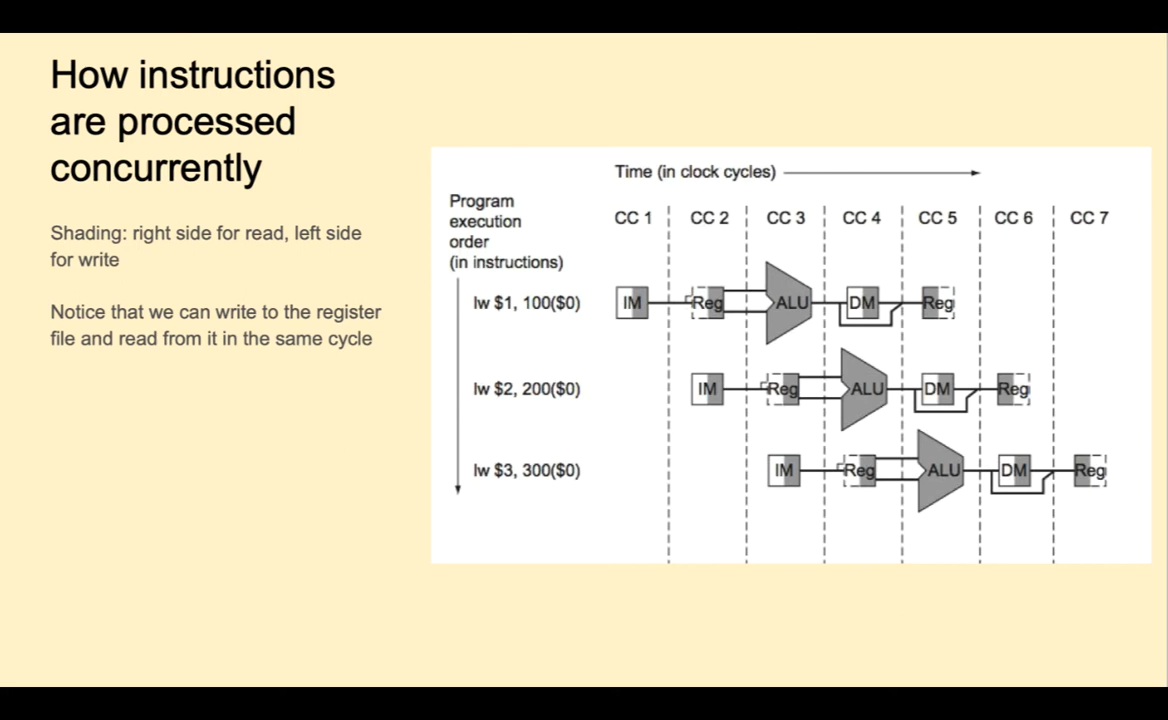 How instructions
are processed
concurrently
Shading: right side for read, left side
for write
Notice that we can write to the register
file and read from it in the same cycle
Time (in clock cycles)
Program
execution
order
(in instructions)
CC 1 CC 2 CC 3 CC 4 CC 5 CC 6 CC 7
lw $1, 100($0) IM Reg ALU DM Reg
lw $2, 200($0) IM Reg ALU DM Reg
lw $3, 300($0) IM Reg ALU DM Reg